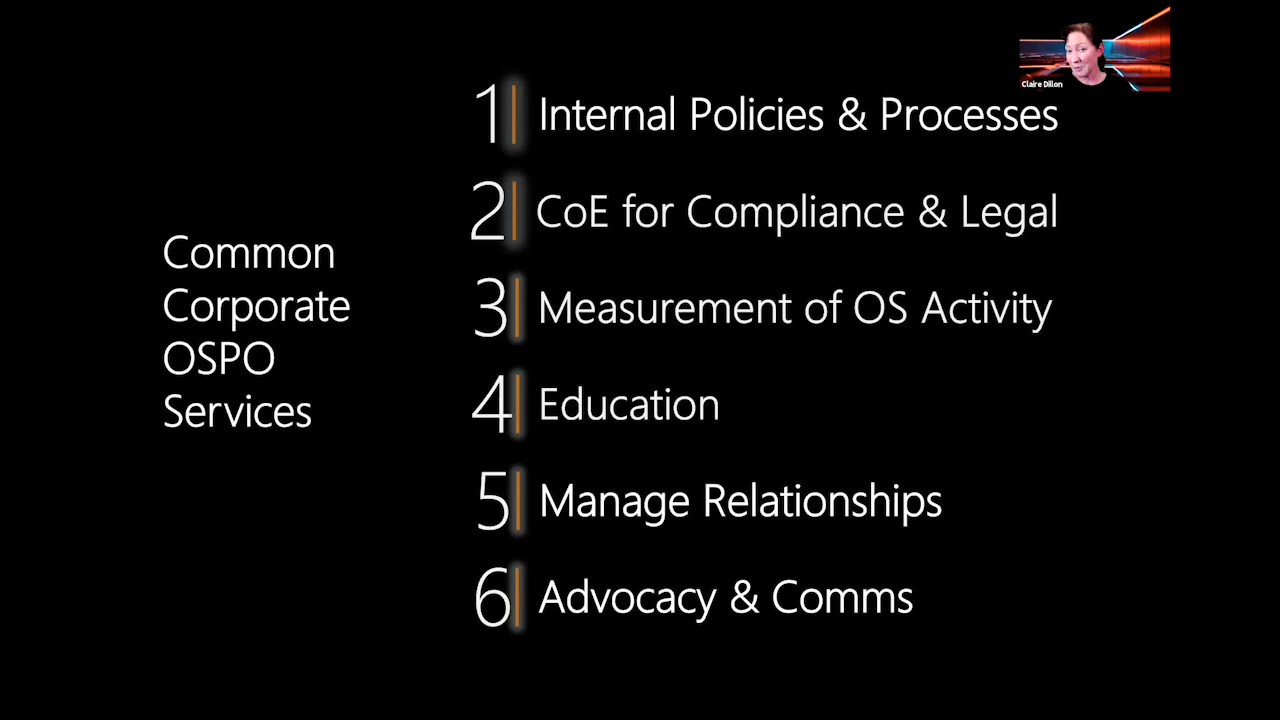 Common
Corporate
OSPO
Services
1 Internal Policies & Processes
2 CoE for Compliance & Legal
3 Measurement of OS Activity
4 Education
5 Manage Relationships
6 Advocacy & Comms
Claire Dillon